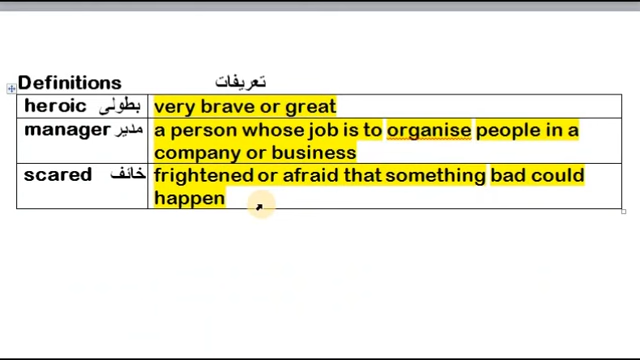 Definitions تعريفات
heroic بطولى very brave or great
manager مدير a person whose job is to organise people in a
company or business
scared خائف frightened or afraid that something bad could
happen